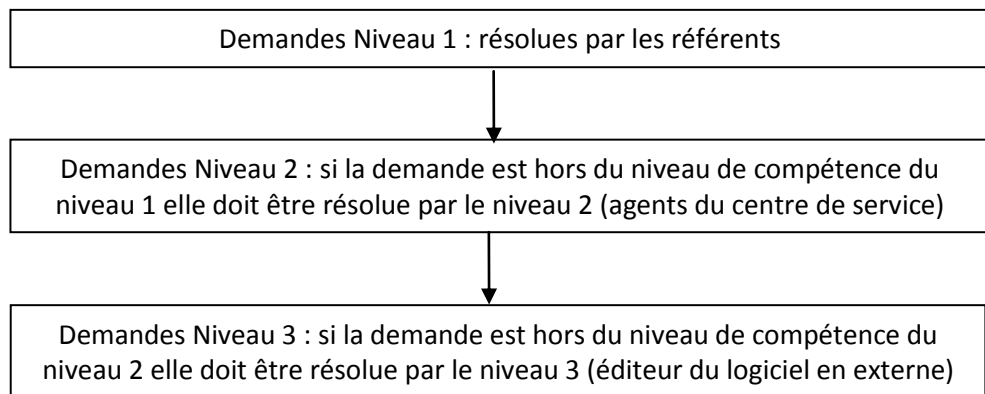 Demandes Niveau 1 : résolues par les référents
Demandes Niveau 2 : si la demande est hors du niveau de compétence du
niveau 1 elle doit être résolue par le niveau 2 (agents du centre de service)
Demandes Niveau 3 : si la demande est hors du niveau de compétence du
niveau 2 elle doit être résolue par le niveau 3 (éditeur du logiciel en externe)